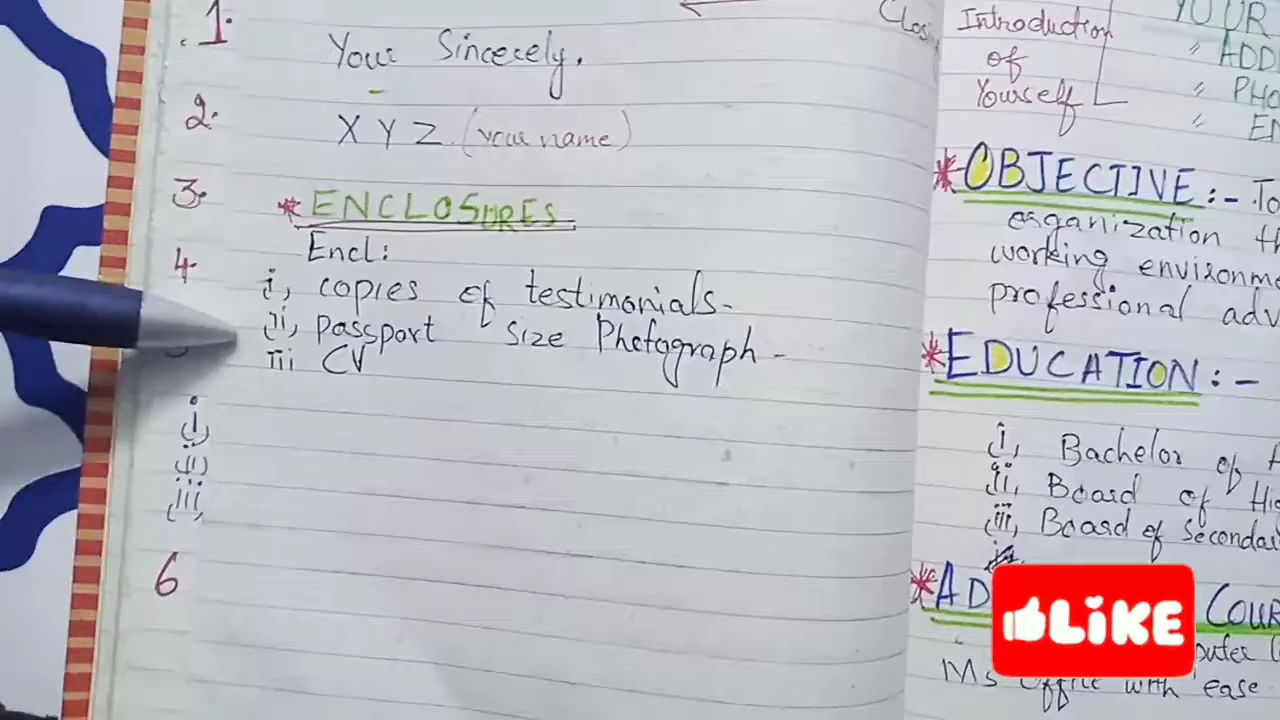 .1.
Your Sincerely.
2.
X Y Z. (your name)
3.
* ENCLOSURES
Encl:
4.
i, copies of testimonials.
ii, Passport size Photograph -
iii CV
i,
ii,
iii,
6
Introduction
of
Yourself
YOUR
" ADD
" PHO
" EN
* OBJECTIVE :- To
organization th
working environme
professional adv
* EDUCATION :-
i, Bachelor of
ii, Board of Hi
iii, Board of Secondar
* AD COUR
puter
Ms Office with ease
LIKE